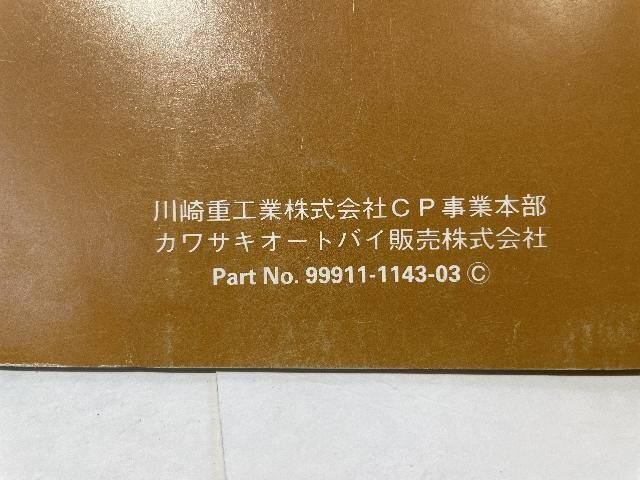 川崎重工業株式会社CP事業本部
カワサキオートバイ販売株式会社
Part No. 99911-1143-03 ©